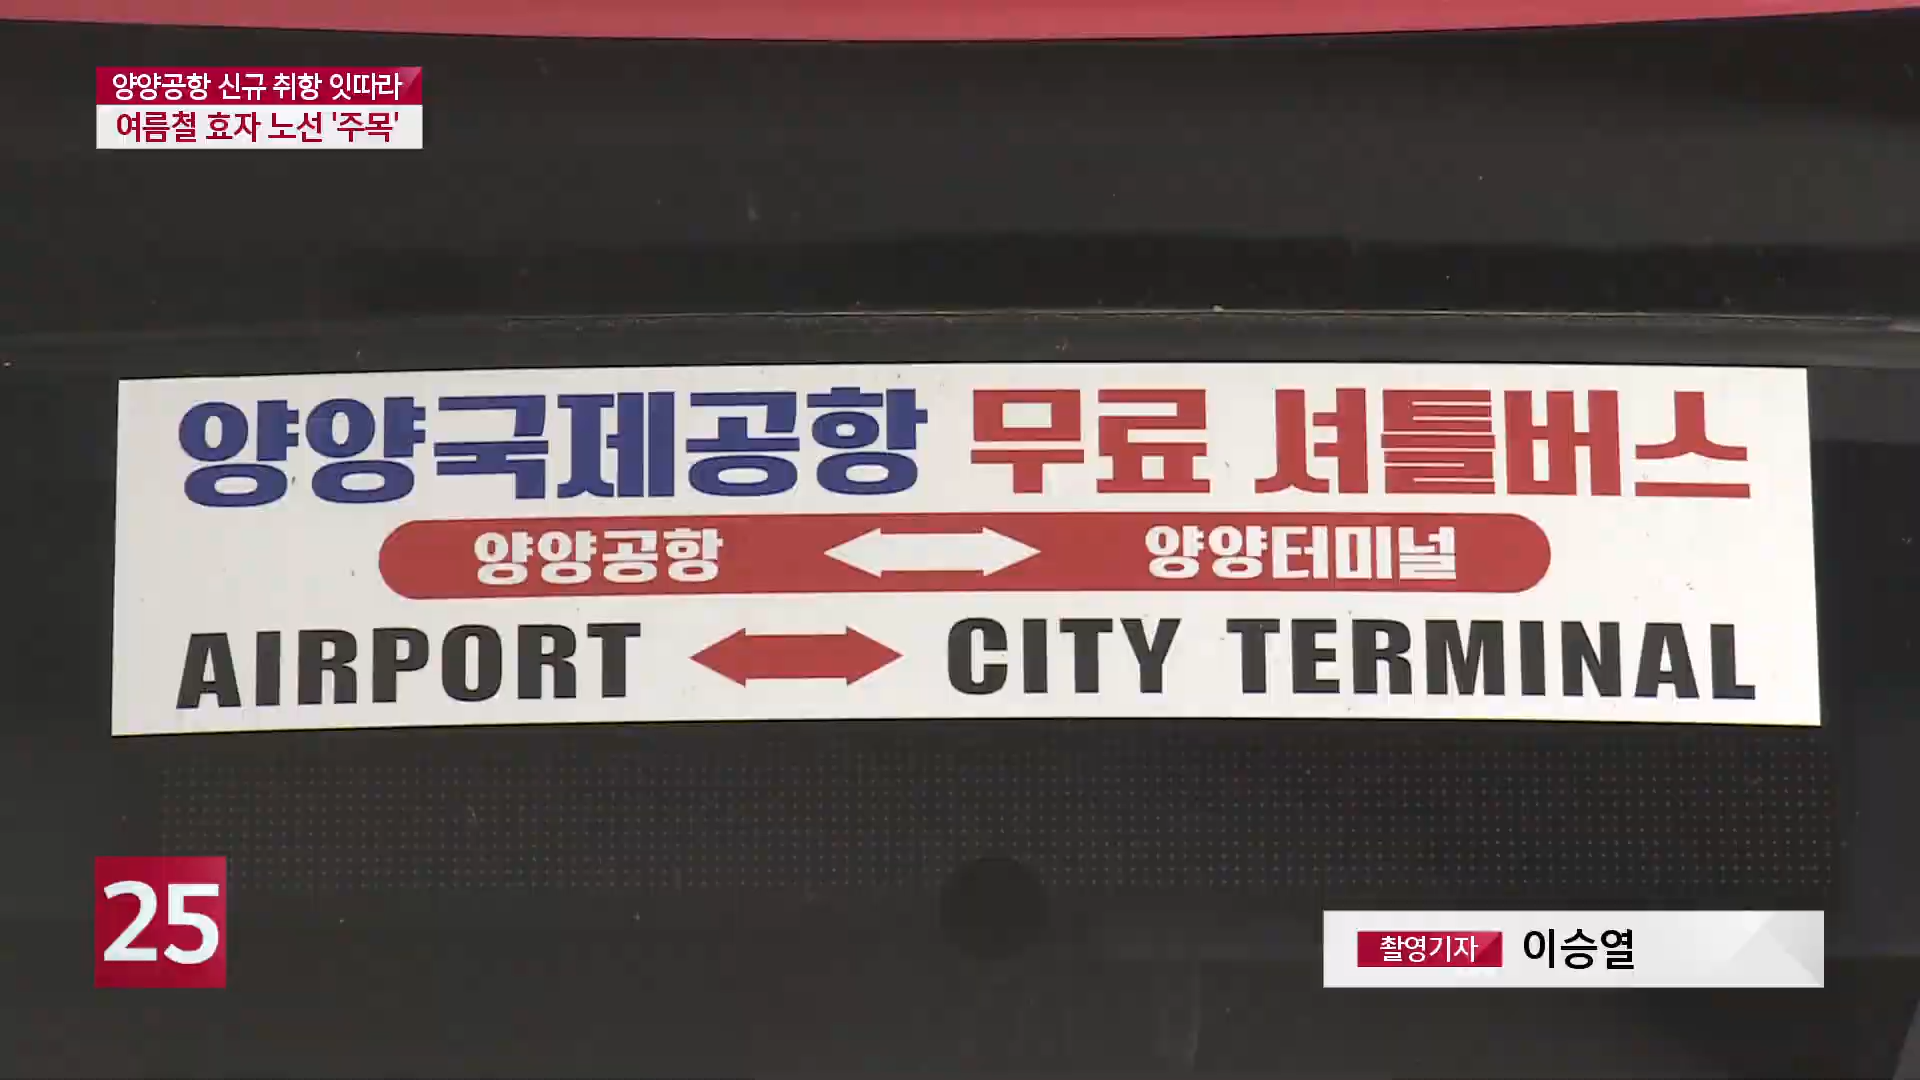 양양공항 신규 취항 잇따라
여름철 효자 노선 '주목'
양양국제공항 무료 셔틀버스
양양공항 ↔ 양양터미널
AIRPORT ↔ CITY TERMINAL
25
촬영기자 이승열